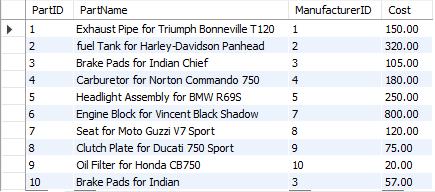 PartID PartName ManufacturerID Cost
1 Exhaust Pipe for Triumph Bonneville T120 1 150.00
2 fuel Tank for Harley-Davidson Panhead 2 320.00
3 Brake Pads for Indian Chief 3 105.00
4 Carburetor for Norton Commando 750 4 180.00
5 Headlight Assembly for BMW R69S 5 250.00
6 Engine Block for Vincent Black Shadow 7 800.00
7 Seat for Moto Guzzi V7 Sport 8 120.00
8 Clutch Plate for Ducati 750 Sport 9 75.00
9 Oil Filter for Honda CB750 10 20.00
10 Brake Pads for Indian 3 57.00